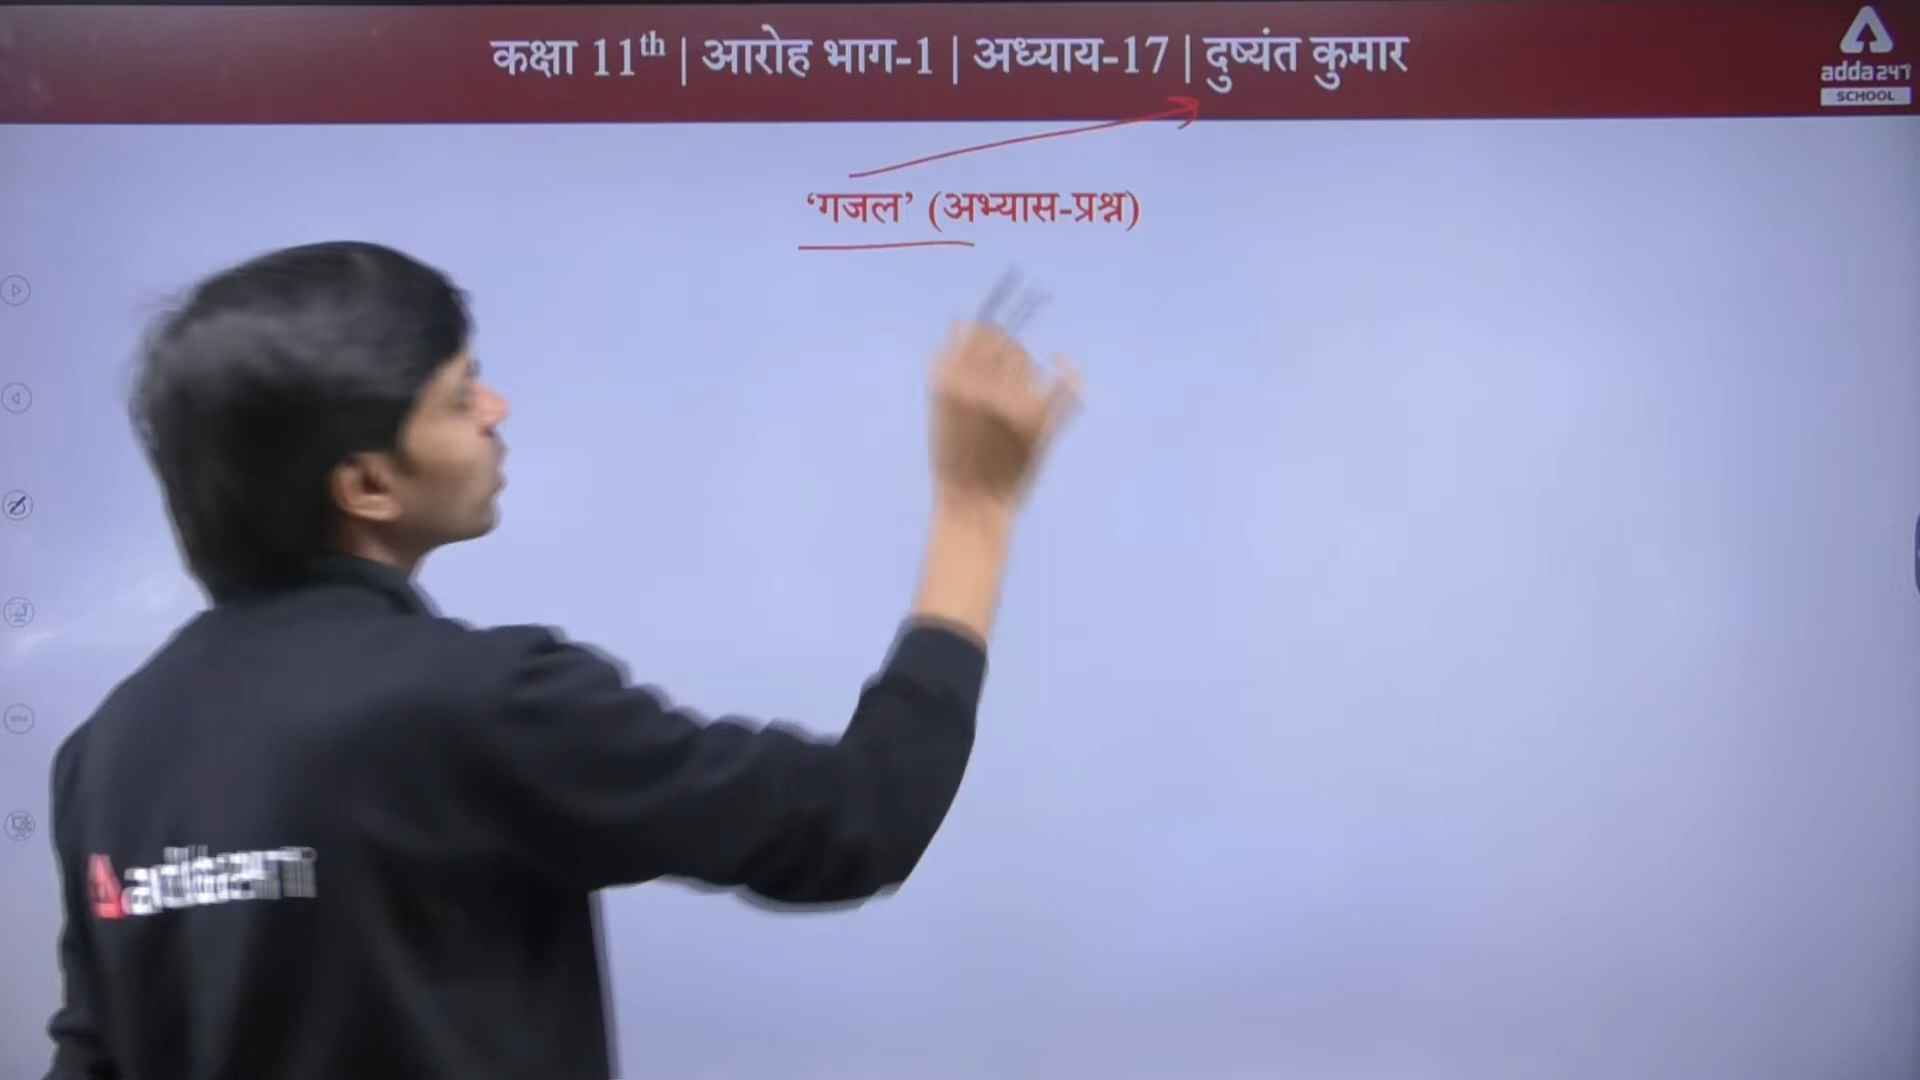 कक्षा 11th | आरोह भाग-1 | अध्याय-17 | दुष्यंत कुमार
adda247
SCHOOL
‘गजल’ (अभ्यास-प्रश्न)